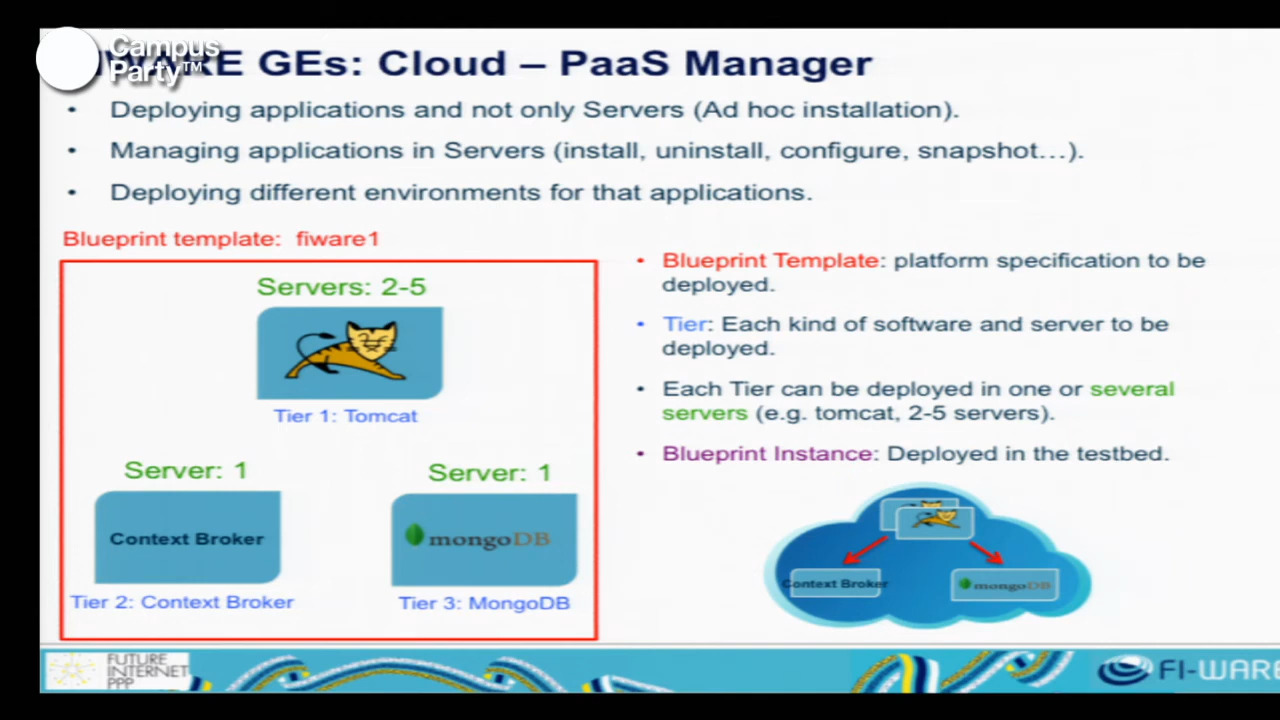 Campus
Party™
GEs: Cloud – PaaS Manager
• Deploying applications and not only Servers (Ad hoc installation).
• Managing applications in Servers (install, uninstall, configure, snapshot…).
• Deploying different environments for that applications.
Blueprint template: fiware1
Servers: 2-5
Tier 1: Tomcat
Server: 1
Context Broker
Tier 2: Context Broker
Server: 1
mongoDB
Tier 3: MongoDB
• Blueprint Template: platform specification to be
deployed.
• Tier: Each kind of software and server to be
deployed.
• Each Tier can be deployed in one or several
servers (e.g. tomcat, 2-5 servers).
• Blueprint Instance: Deployed in the testbed.
Context Broker
mongoDB
FUTURE
INTERNET
PPP
FI-WARE